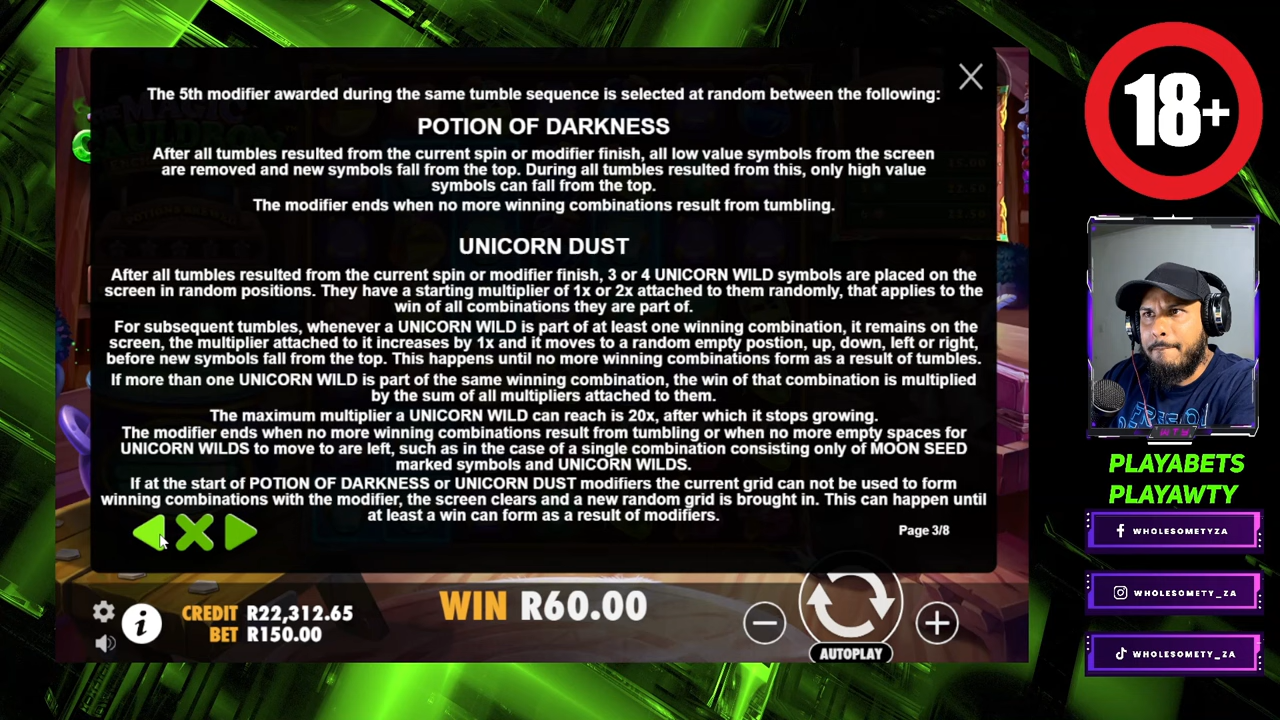 18+
The 5th modifier awarded during the same tumble sequence is selected at random between the following:
POTION OF DARKNESS
After all tumbles resulted from the current spin or modifier finish, all low value symbols from the screen
are removed and new symbols fall from the top. During all tumbles resulted from this, only high value
symbols can fall from the top.
The modifier ends when no more winning combinations result from tumbling.
UNICORN DUST
After all tumbles resulted from the current spin or modifier finish, 3 or 4 UNICORN WILD symbols are placed on the
screen in random positions. They have a starting multiplier of 1x or 2x attached to them randomly, that applies to the
win of all combinations they are part of.
For subsequent tumbles, whenever a UNICORN WILD is part of at least one winning combination, it remains on the
screen, the multiplier attached to it increases by 1x and it moves to a random empty postion, up, down, left or right,
before new symbols fall from the top. This happens until no more winning combinations form as a result of tumbles.
If more than one UNICORN WILD is part of the same winning combination, the win of that combination is multiplied
by the sum of all multipliers attached to them.
The maximum multiplier a UNICORN WILD can reach is 20x, after which it stops growing.
The modifier ends when no more winning combinations result from tumbling or when no more empty spaces for
UNICORN WILDS to move to are left, such as in the case of a single combination consisting only of MOON SEED
marked symbols and UNICORN WILDS.
If at the start of POTION OF DARKNESS or UNICORN DUST modifiers the current grid can not be used to form
winning combinations with the modifier, the screen clears and a new random grid is brought in. This can happen until
at least a win can form as a result of modifiers.
Page 3/8
CREDIT R22,312.65
BET R150.00
WIN R60.00
AUTOPLAY
WTW
PLAYABETS
PLAYAWTY
WHOLESOMETYZA
WHOLESOMETY_ZA
WHOLESOMETY_ZA